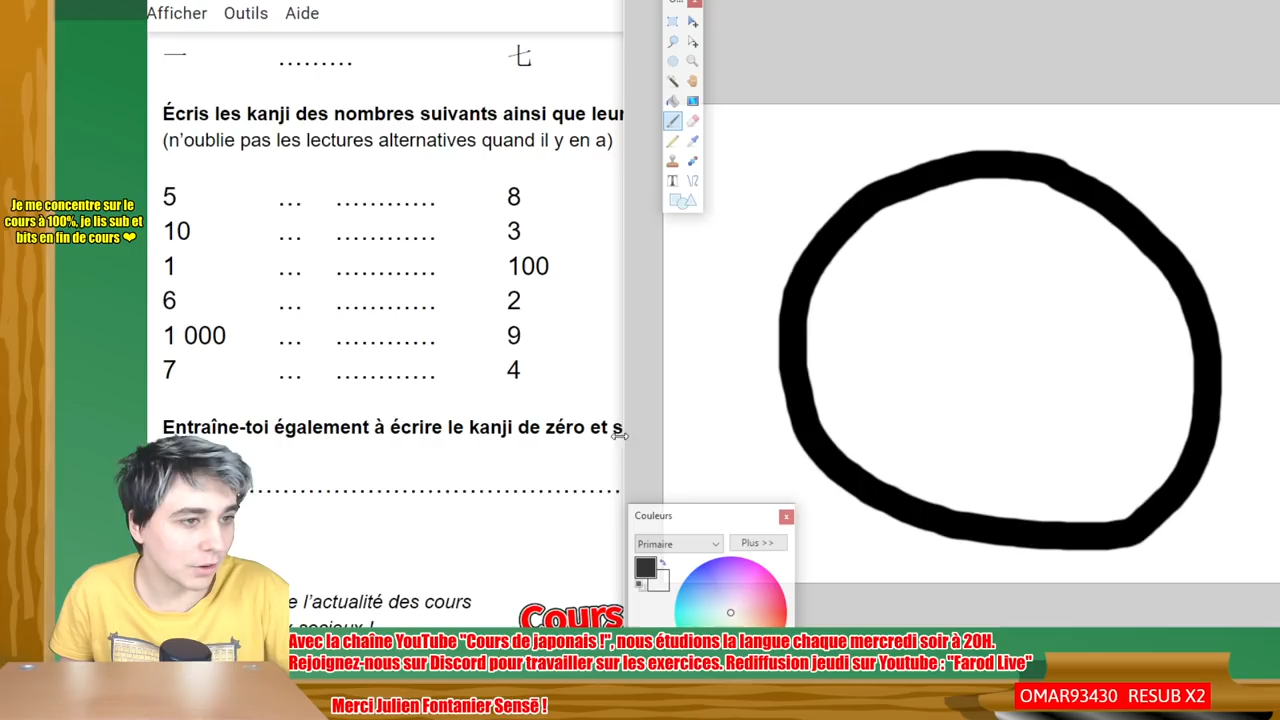 Afficher Outils Aide
一 ......... 七
Écris les kanji des nombres suivants ainsi que leur
(n'oublie pas les lectures alternatives quand il y en a)
5 ... ............ 8
10 ... ............ 3
1 ... ............ 100
6 ... ............ 2
1 000 ... ............ 9
7 ... ............ 4
Entraîne-toi également à écrire le kanji de zéro et s
Je me concentre sur le
cours à 100%, je lis sub et
bits en fin de cours ❤
Couleurs
Primaire
Plus >>
e l'actualité des cours
x sociaux !
Cours
Avec la chaîne YouTube "Cours de japonais !", nous étudions la langue chaque mercredi soir à 20H.
Rejoignez-nous sur Discord pour travailler sur les exercices. Rediffusion jeudi sur Youtube : "Farod Live"
Merci Julien Fontanier Sensē !
OMAR93430 RESUB X2